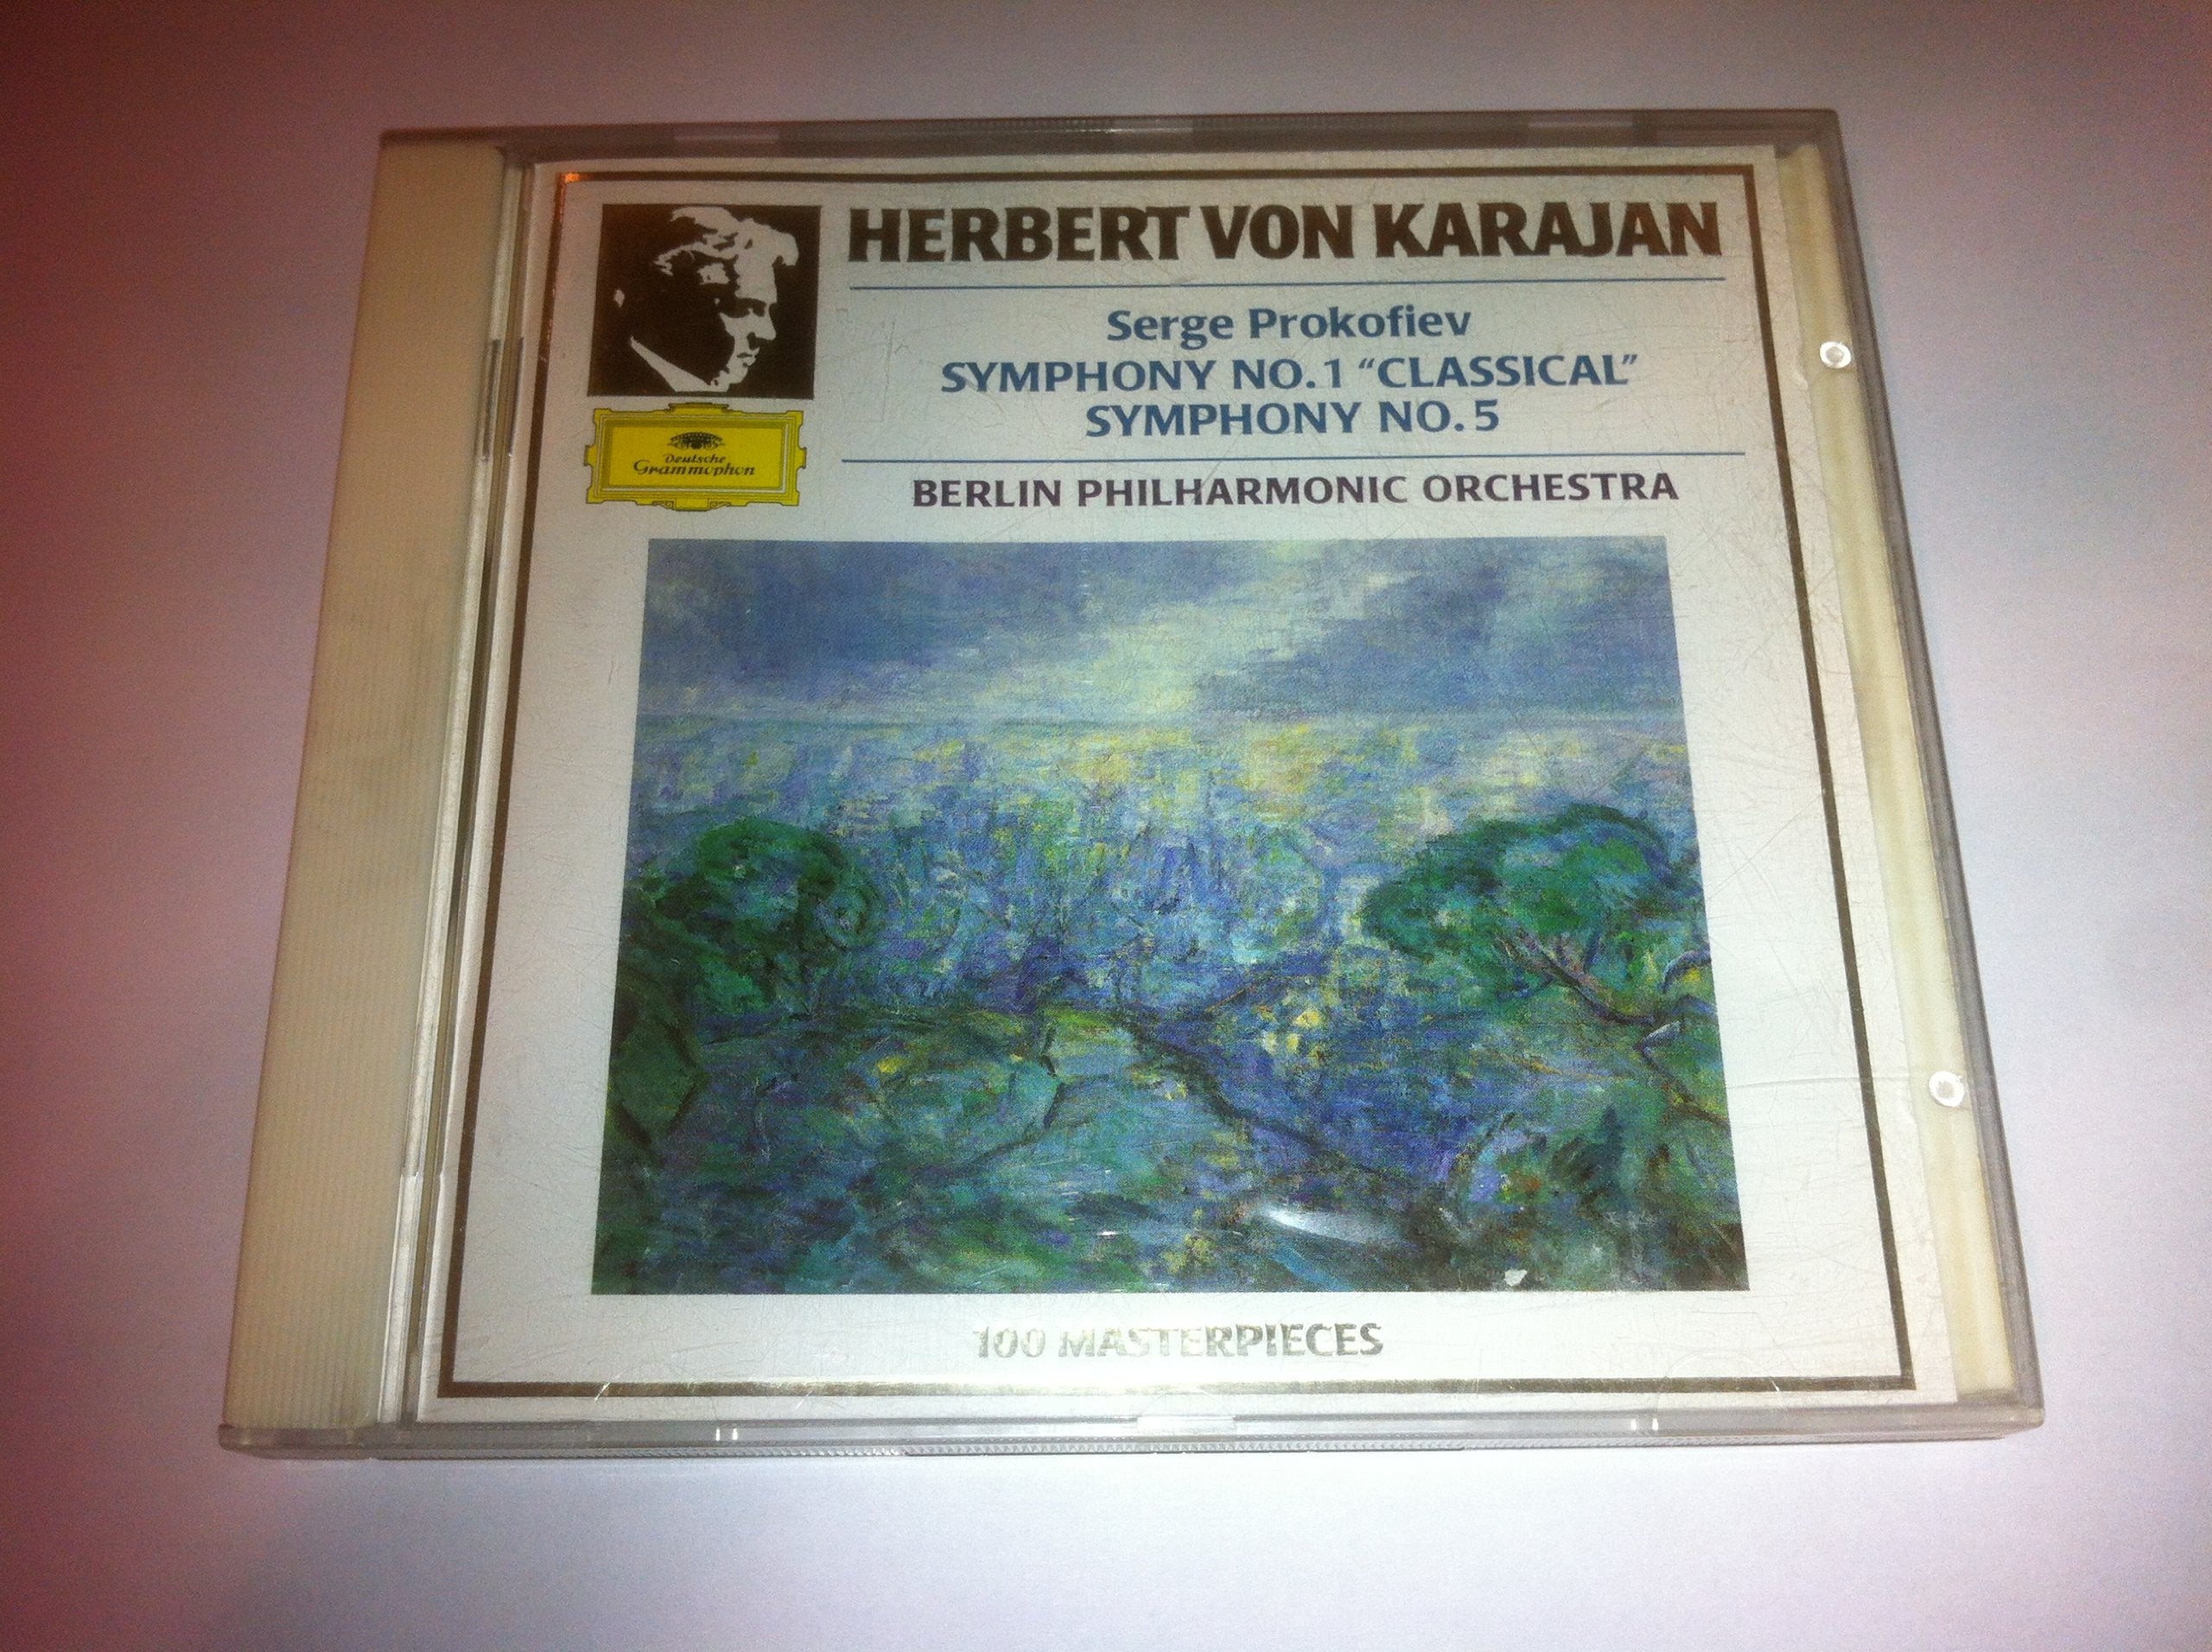 HERBERT VON KARAJAN
Serge Prokofiev
SYMPHONY NO. 1 “CLASSICAL”
SYMPHONY NO. 5
Deutsche
Grammophon
BERLIN PHILHARMONIC ORCHESTRA
100 MASTERPIECES